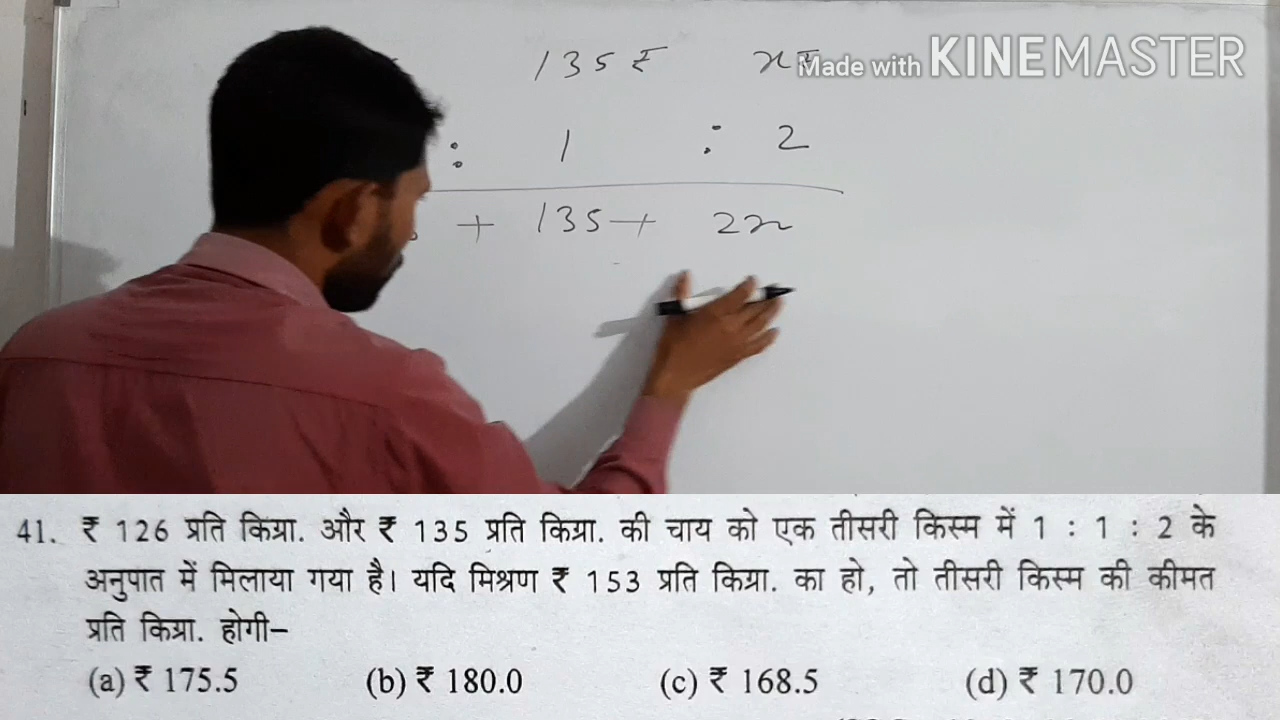 135 ₹ x ₹
Made with KINEMASTER
: 1 : 2
+ 135 + 2x
41. ₹ 126 प्रति किग्रा. और ₹ 135 प्रति किग्रा. की चाय को एक तीसरी किस्म में 1 : 1 : 2 के
अनुपात में मिलाया गया है। यदि मिश्रण ₹ 153 प्रति किग्रा. का हो, तो तीसरी किस्म की कीमत
प्रति किग्रा. होगी–
(a) ₹ 175.5 (b) ₹ 180.0 (c) ₹ 168.5 (d) ₹ 170.0